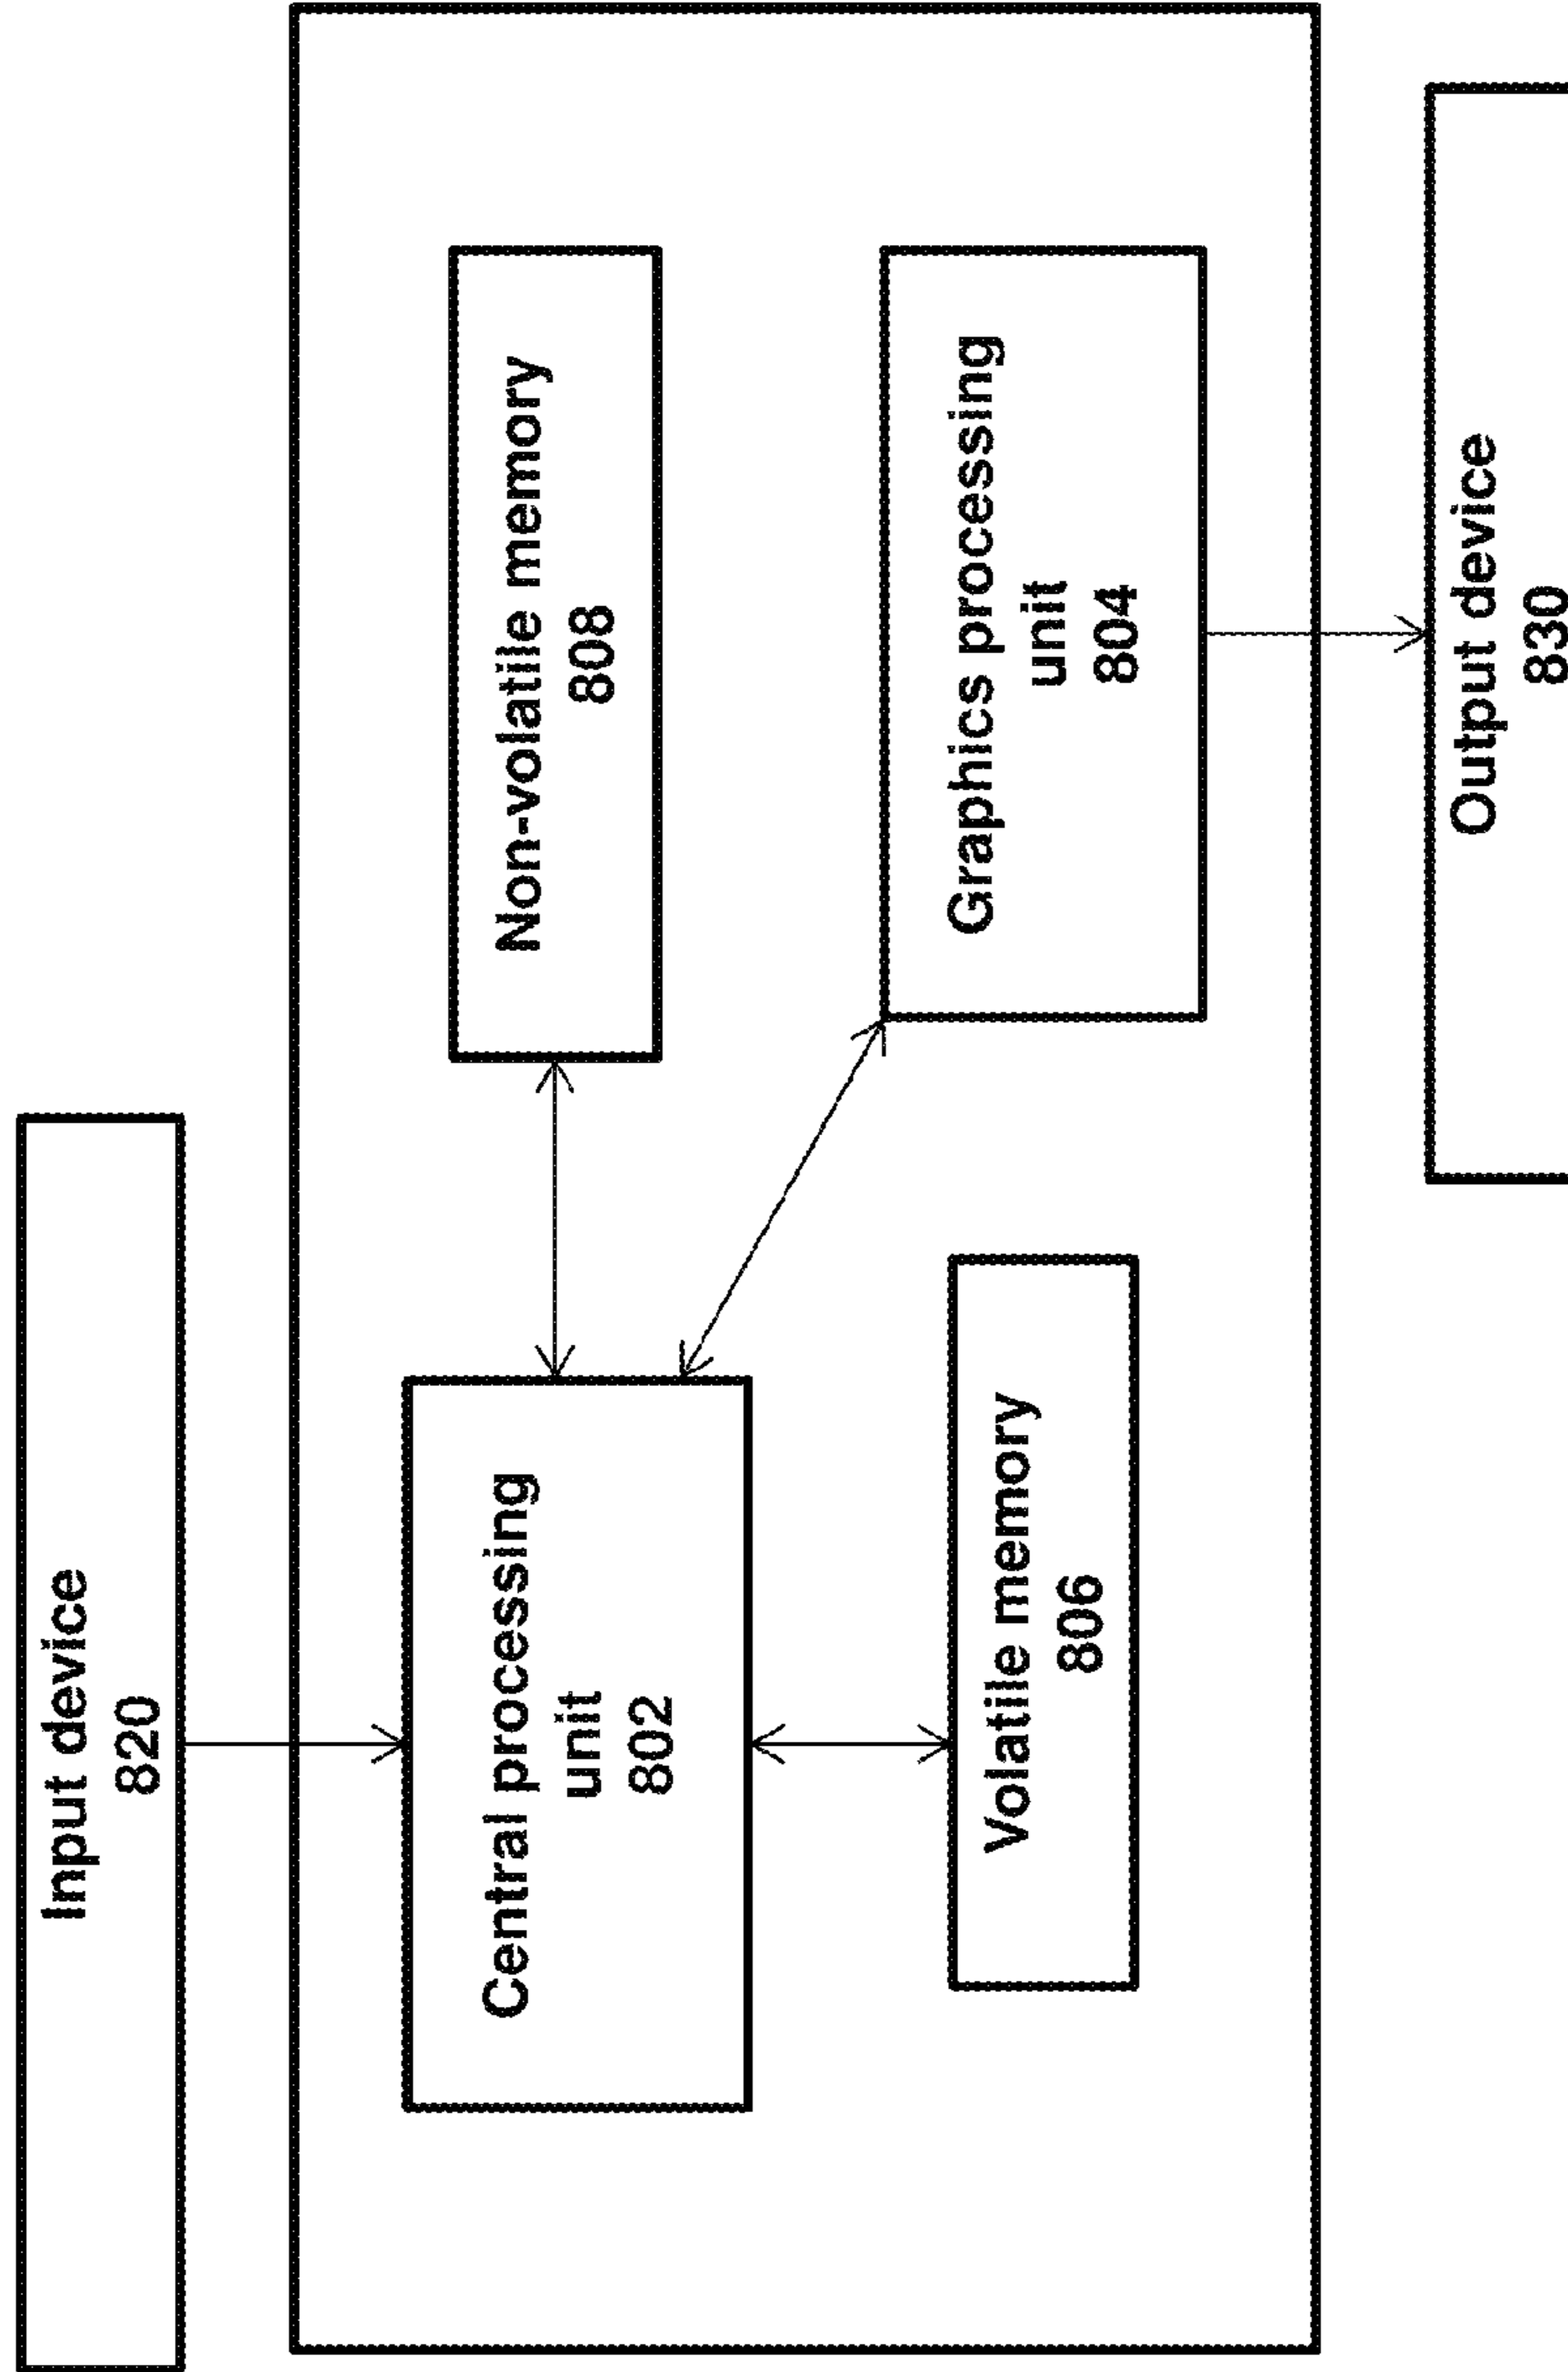 Input device
820
Central processing
unit
802
Non-volatile memory
808
Volatile memory
806
Graphics processing
unit
804
Output device
830